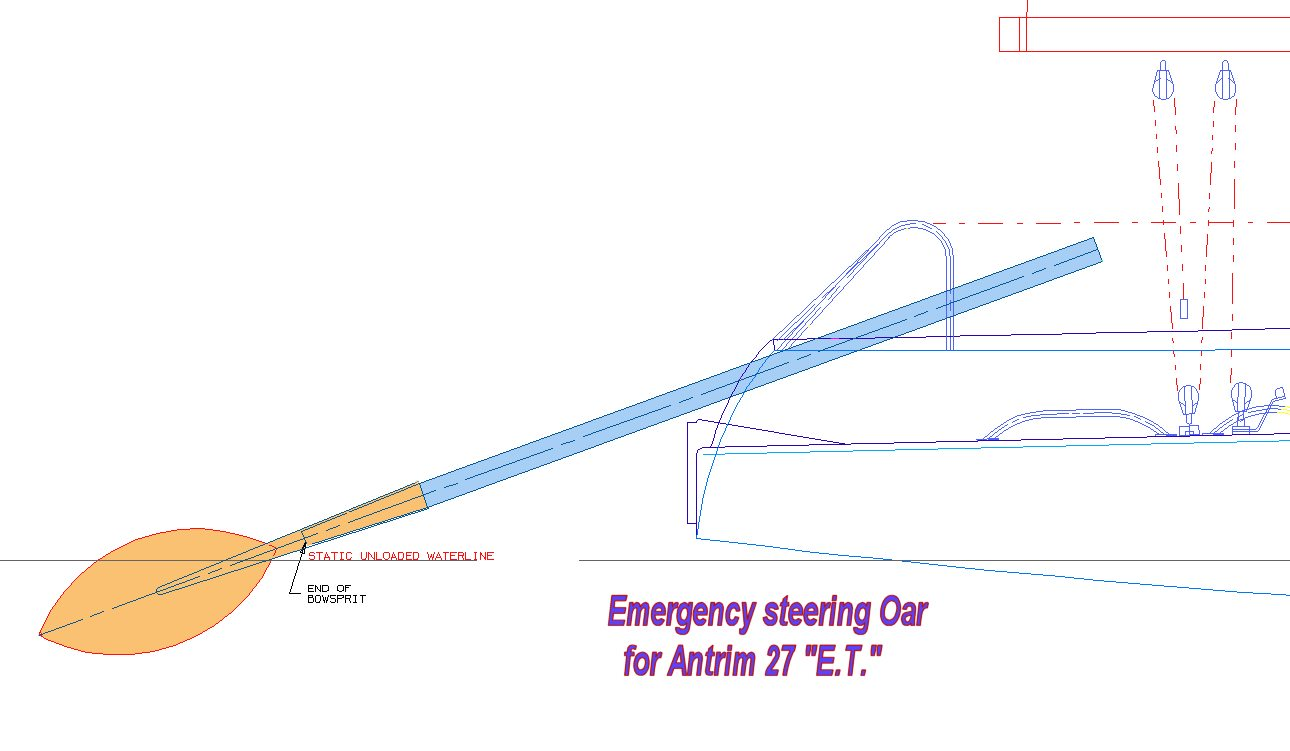 STATIC UNLOADED WATERLINE
END OF
BOWSPRIT
Emergency steering Oar
for Antrim 27 "E.T."